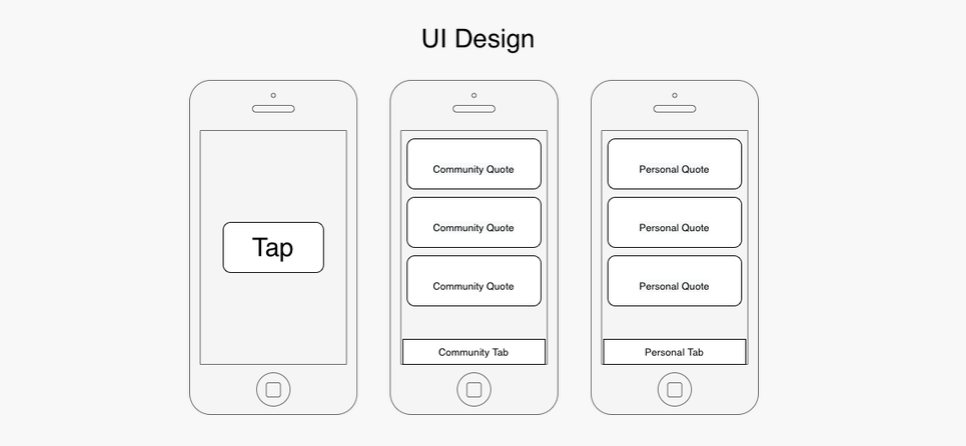 UI Design
Tap
Community Quote
Community Quote
Community Quote
Community Tab
Personal Quote
Personal Quote
Personal Quote
Personal Tab